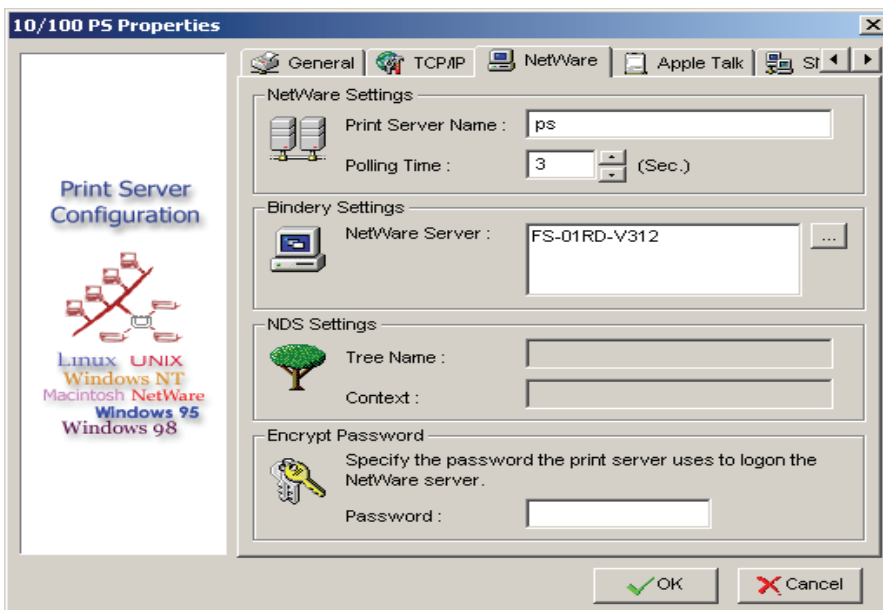 10/100 PS Properties
General
TCP/IP
NetWare
Apple Talk
Print Server
Configuration
Linux UNIX
Windows NT
Macintosh NetWare
Windows 95
Windows 98
NetWare Settings
Print Server Name :
ps
Polling Time :
3
(Sec.)
Bindery Settings
NetWare Server :
FS-01RD-V312
...
NDS Settings
Tree Name :
Context :
Encrypt Password
Specify the password the print server uses to logon the
NetWare server.
Password :
OK
Cancel